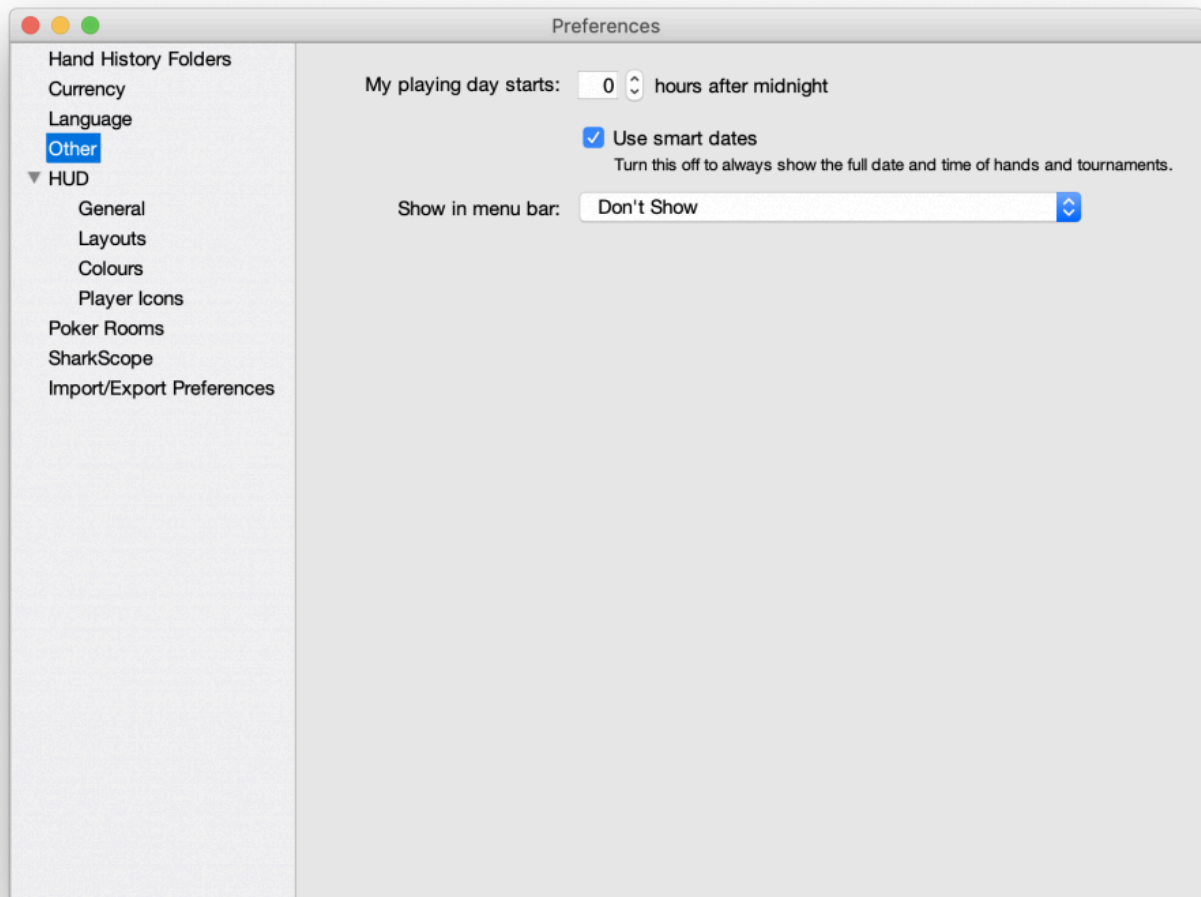 Preferences
Hand History Folders
Currency
Language
Other
HUD
General
Layouts
Colours
Player Icons
Poker Rooms
SharkScope
Import/Export Preferences
My playing day starts: 0 hours after midnight
Use smart dates
Turn this off to always show the full date and time of hands and tournaments.
Show in menu bar: Don't Show